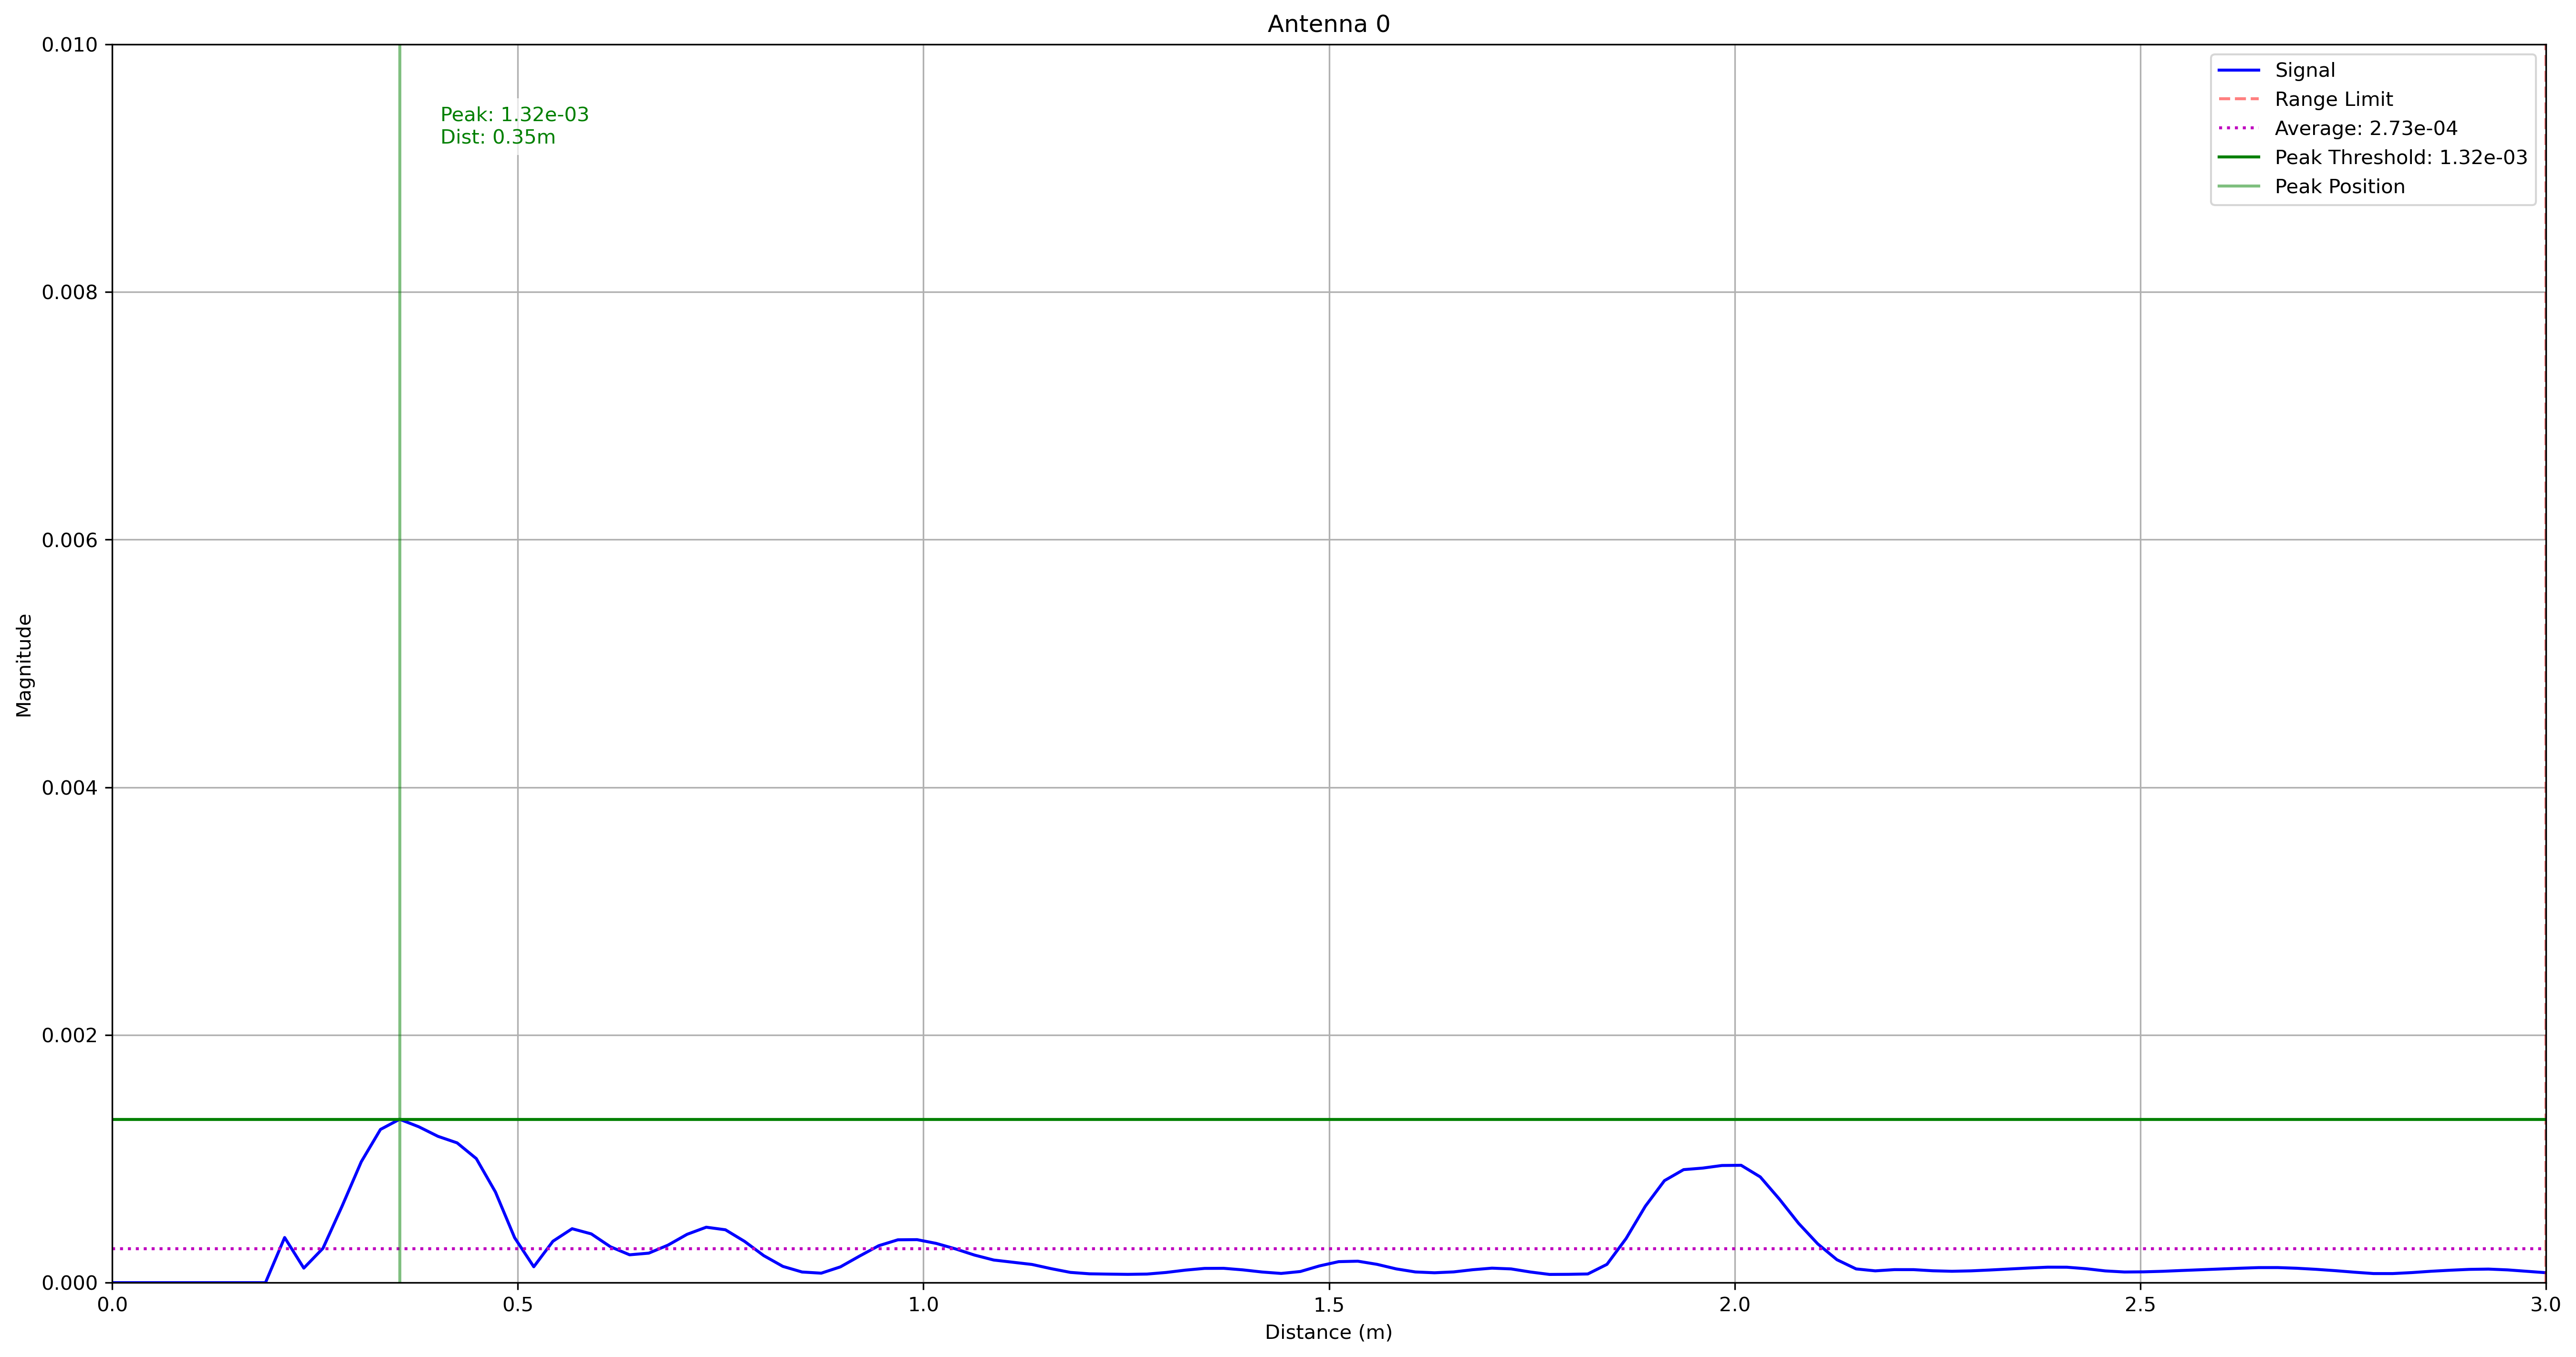 Antenna 0
0.010
0.008
0.006
0.004
0.002
0.000
Magnitude
Peak: 1.32e-03
Dist: 0.35m
Signal
Range Limit
Average: 2.73e-04
Peak Threshold: 1.32e-03
Peak Position
0.0 0.5 1.0 1.5 2.0 2.5 3.0
Distance (m)